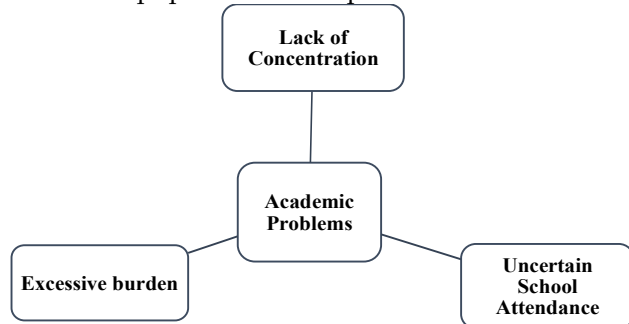 Lack of
Concentration
Academic
Problems
Excessive burden
Uncertain
School
Attendance